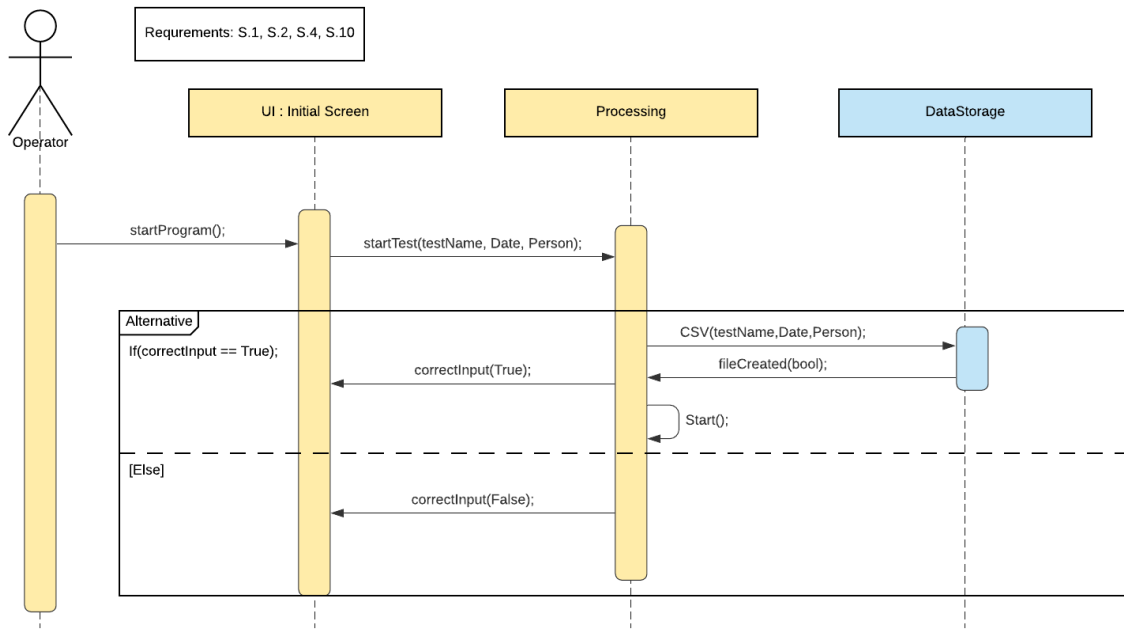 Requrements: S.1, S.2, S.4, S.10
UI : Initial Screen
Processing
DataStorage
Operator
startProgram();
startTest(testName, Date, Person);
Alternative
If(correctInput == True);
CSV(testName,Date,Person);
fileCreated(bool);
correctInput(True);
Start();
[Else]
correctInput(False);